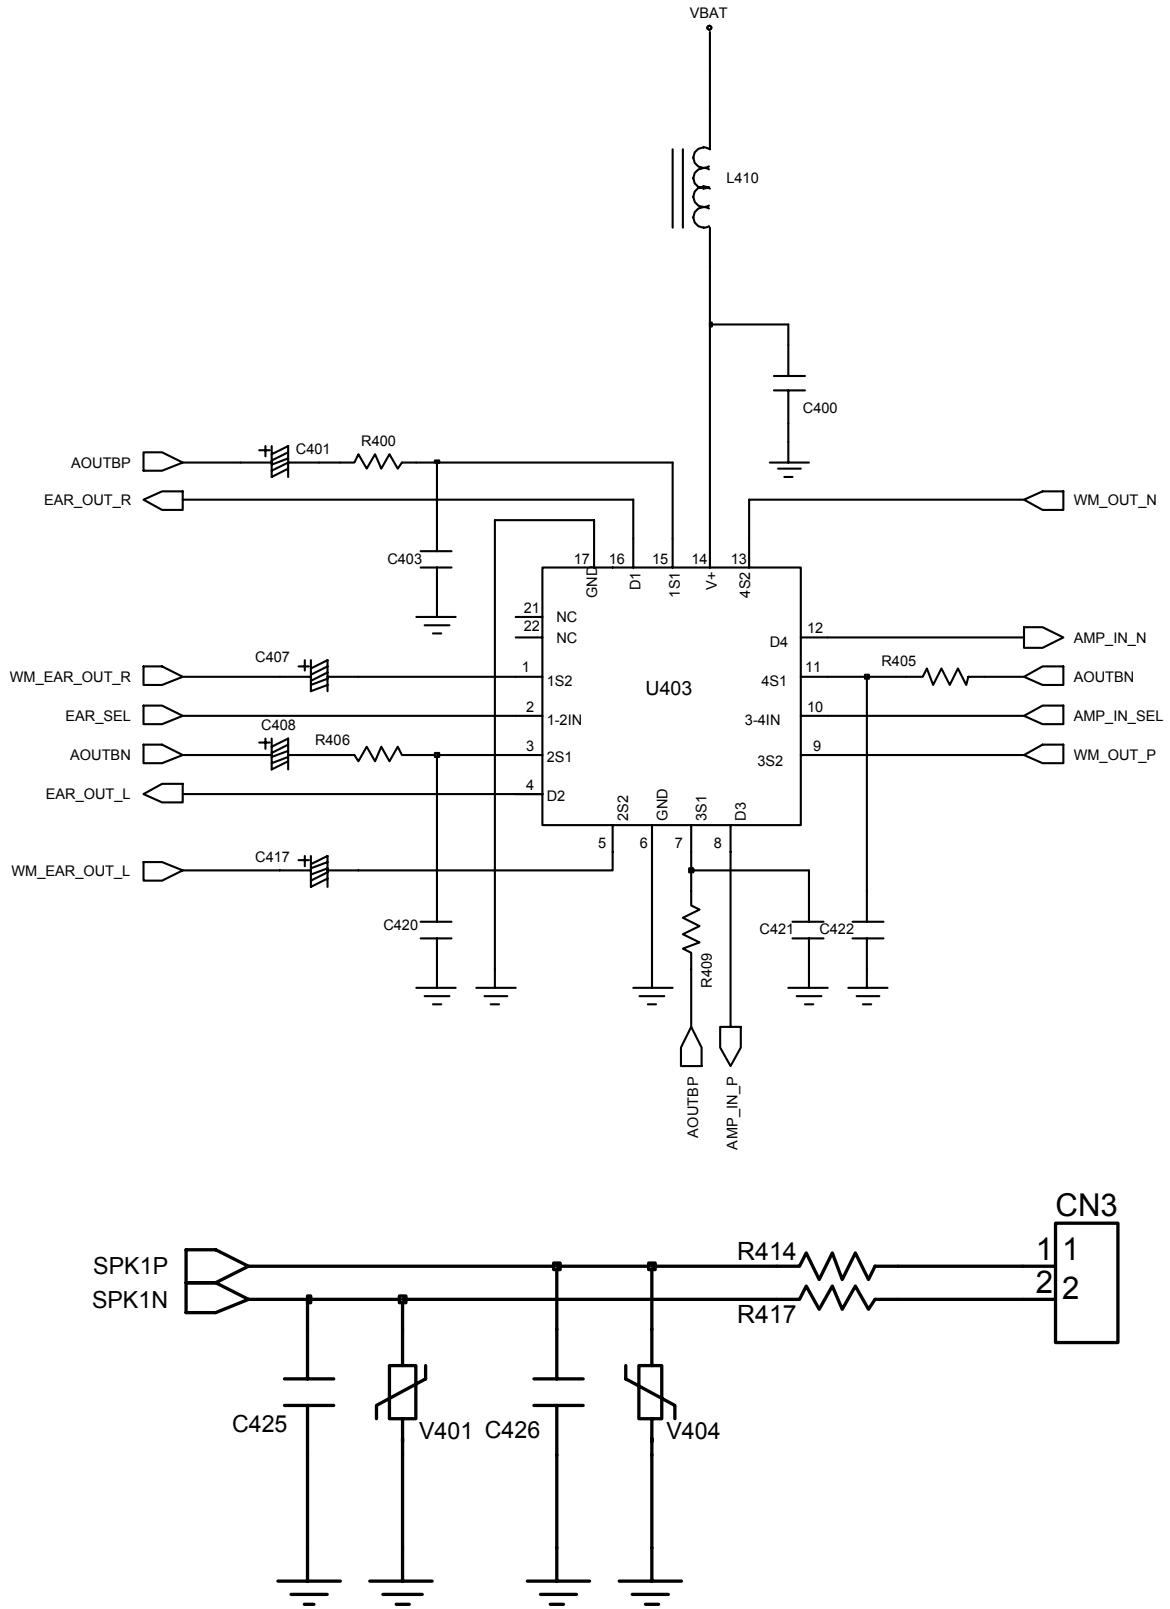 VBAT
L410
C400
AOUTBP
C401
R400
EAR_OUT_R
WM_OUT_N
C403
17
16
15
14
13
GND
D1
1S1
V+
4S2
21
NC
22
NC
D4
12
AMP_IN_N
WM_EAR_OUT_R
C407
1
1S2
U403
4S1
11
R405
AOUTBN
EAR_SEL
2
1-2IN
3-4IN
10
AMP_IN_SEL
AOUTBN
C408
R406
3
2S1
3S2
9
WM_OUT_P
EAR_OUT_L
4
D2
2S2
GND
3S1
D3
5
6
7
8
WM_EAR_OUT_L
C417
C420
R409
C421
C422
AOUTBP
AMP_IN_P
CN3
SPK1P
R414
1
1
SPK1N
R417
2
2
C425
V401
C426
V404